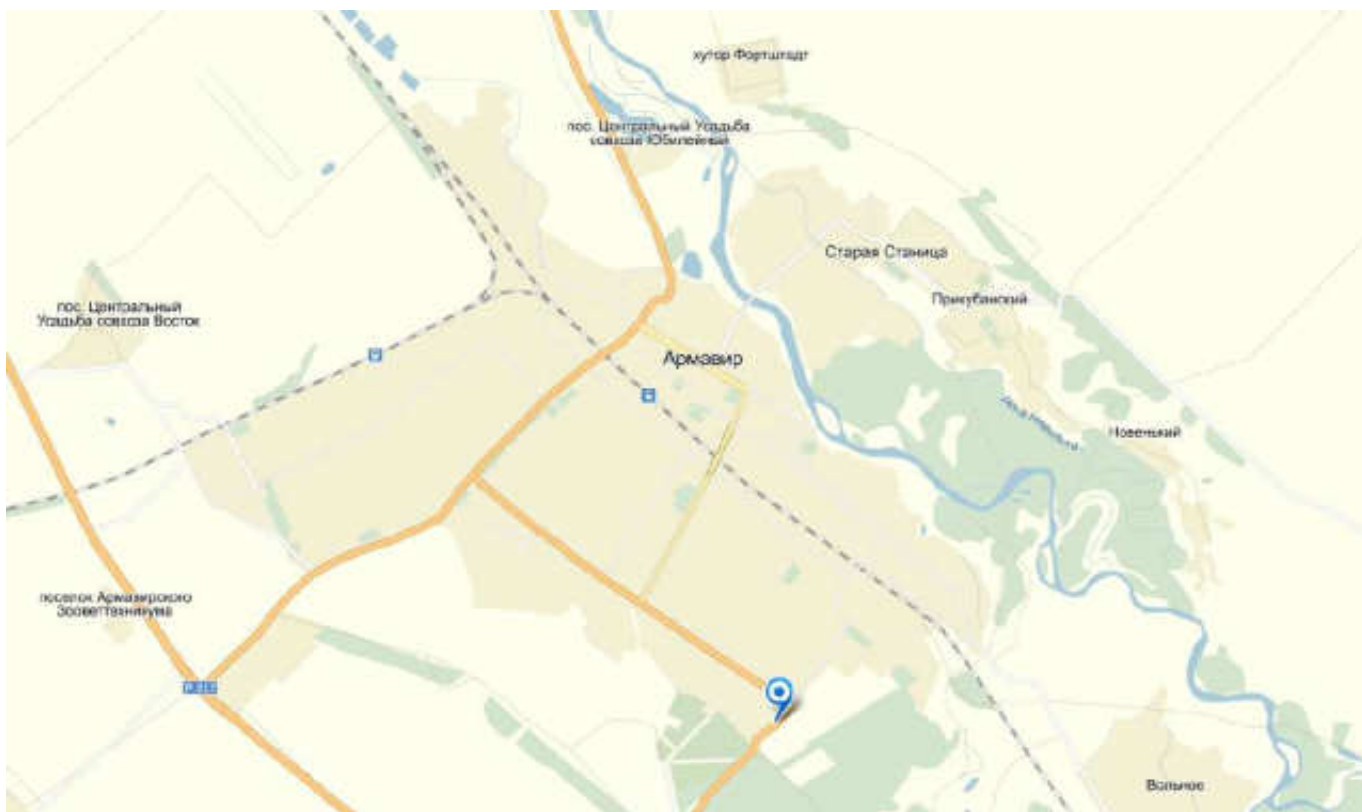 хутор Фортштадт
пос. Центральный Усадьба
совхоза Юбилейный
Старая Станица
Прикубанский
пос. Центральный
Усадьба совхоза Восток
Армавир
Новенький
поселок Армавирского
Зооветтехникума
Вольное